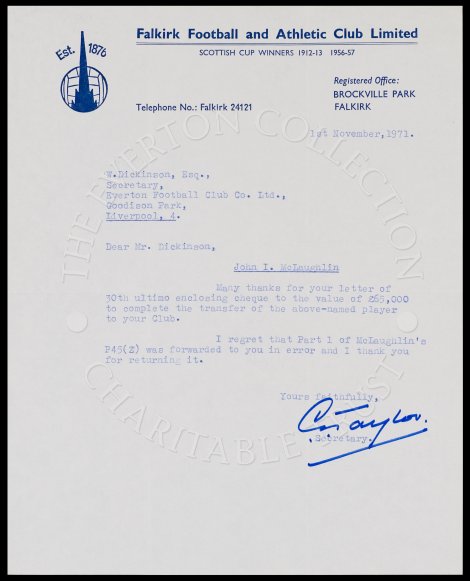 Falkirk Football and Athletic Club Limited
Est. 1876
SCOTTISH CUP WINNERS 1912-13 1956-57
Registered Office:
BROCKVILLE PARK
FALKIRK
Telephone No.: Falkirk 24121
1st November,1971.
W.Dickinson, Esq.,
Secretary,
Everton Football Club Co. Ltd.,
Goodison Park,
Liverpool, 4.
Dear Mr. Dickinson,
John I. McLaughlin
Many thanks for your letter of
30th ultimo enclosing cheque to the value of £65,000
to complete the transfer of the above-named player
to your Club.
I regret that Part 1 of McLaughlin's
P45(Z) was forwarded to you in error and I thank you
for returning it.
Yours faithfully,
C. Taylor.
Secretary.
© THE EVERTON COLLECTION ©
CHARITABLE TRUST